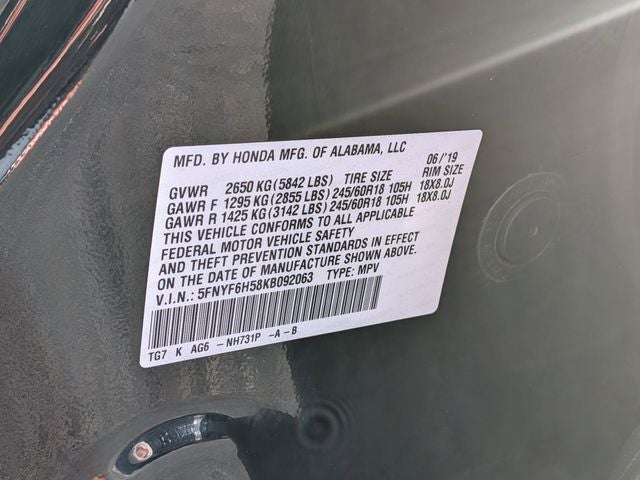 MFD. BY HONDA MFG. OF ALABAMA, LLC 06/'19
GVWR 2650 KG (5842 LBS) TIRE SIZE RIM SIZE
GAWR F 1295 KG (2855 LBS) 245/60R18 105H 18X8.0J
GAWR R 1425 KG (3142 LBS) 245/60R18 105H 18X8.0J
THIS VEHICLE CONFORMS TO ALL APPLICABLE
FEDERAL MOTOR VEHICLE SAFETY
AND THEFT PREVENTION STANDARDS IN EFFECT
ON THE DATE OF MANUFACTURE SHOWN ABOVE.
V.I.N.: 5FNYF6H58KB092063 TYPE: MPV
TG7 K AG6 -NH731P -A-B